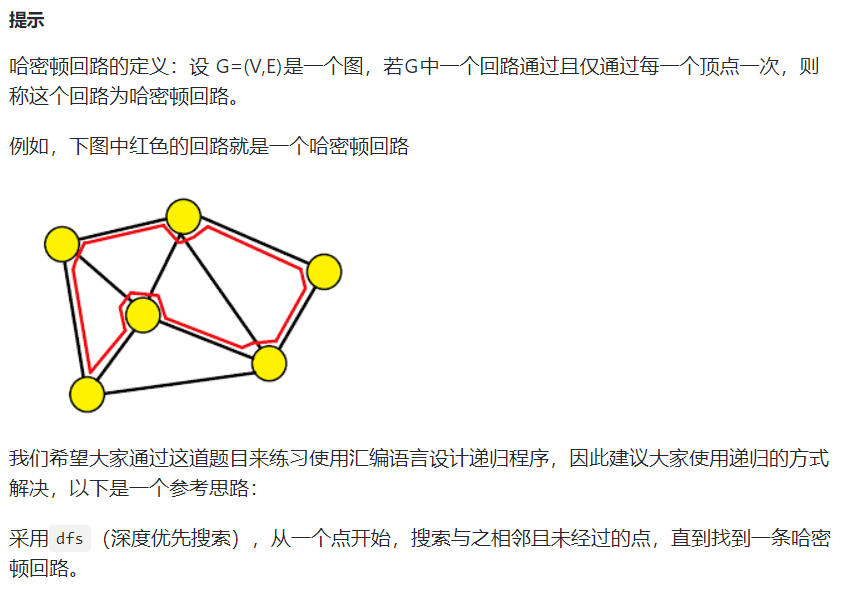 提示
哈密顿回路的定义：设 G=(V,E)是一个图，若G中一个回路通过且仅通过每一个顶点一次，则
称这个回路为哈密顿回路。
例如，下图中红色的回路就是一个哈密顿回路
我们希望大家通过这道题目来练习使用汇编语言设计递归程序，因此建议大家使用递归的方式
解决，以下是一个参考思路：
采用 dfs （深度优先搜索），从一个点开始，搜索与之相邻且未经过的点，直到找到一条哈密
顿回路。